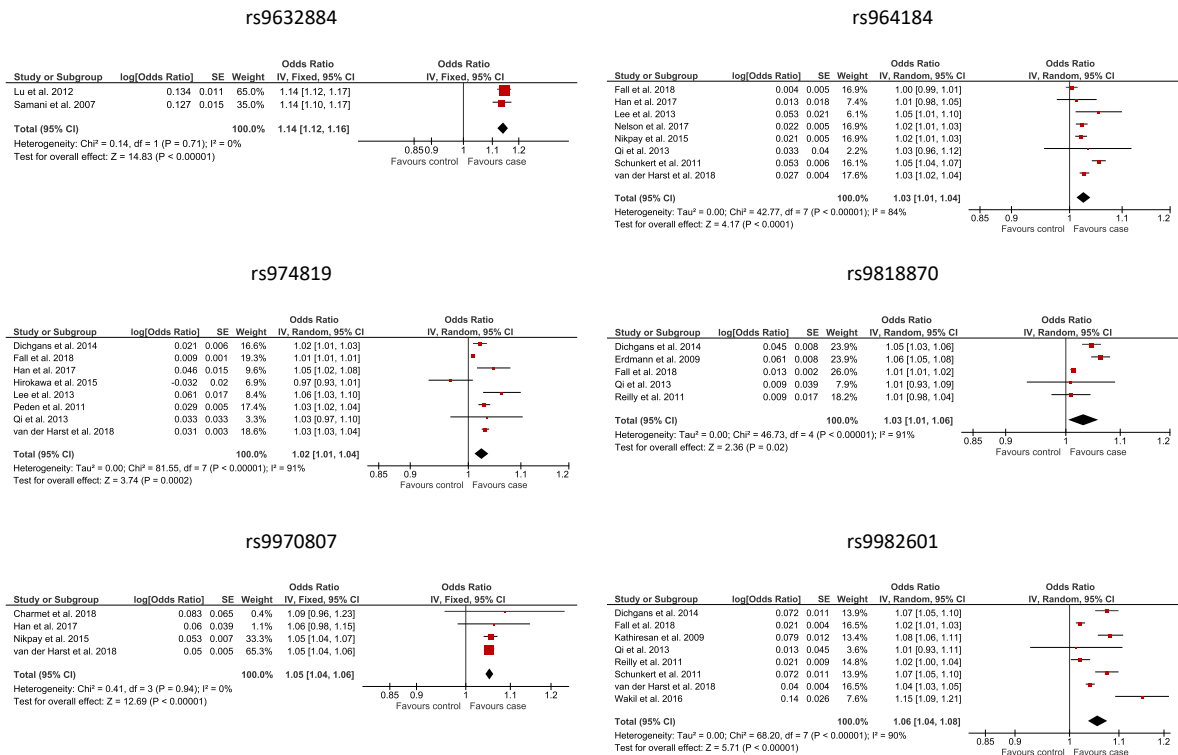 rs9632884
Odds Ratio Odds Ratio
Study or Subgroup log[Odds Ratio] SE Weight IV, Fixed, 95% CI IV, Fixed, 95% CI
Lu et al. 2012 0.134 0.011 65.0% 1.14 [1.12, 1.17]
Samani et al. 2007 0.127 0.015 35.0% 1.14 [1.10, 1.17]
Total (95% CI) 100.0% 1.14 [1.12, 1.16]
Heterogeneity: Chi² = 0.14, df = 1 (P = 0.71); I² = 0%
Test for overall effect: Z = 14.83 (P < 0.00001)
0.85 0.9 1 1.1 1.2
Favours control Favours case
rs964184
Odds Ratio Odds Ratio
Study or Subgroup log[Odds Ratio] SE Weight IV, Random, 95% CI IV, Random, 95% CI
Fall et al. 2018 0.004 0.005 16.9% 1.00 [0.99, 1.01]
Han et al. 2017 0.013 0.018 7.4% 1.01 [0.98, 1.05]
Lee et al. 2013 0.053 0.021 6.1% 1.05 [1.01, 1.10]
Nelson et al. 2017 0.022 0.005 16.9% 1.02 [1.01, 1.03]
Nikpay et al. 2015 0.021 0.005 16.9% 1.02 [1.01, 1.03]
Qi et al. 2013 0.033 0.04 2.2% 1.03 [0.96, 1.12]
Schunkert et al. 2011 0.053 0.006 16.1% 1.05 [1.04, 1.07]
van der Harst et al. 2018 0.027 0.004 17.6% 1.03 [1.02, 1.04]
Total (95% CI) 100.0% 1.03 [1.01, 1.04]
Heterogeneity: Tau² = 0.00; Chi² = 42.77, df = 7 (P < 0.00001); I² = 84%
Test for overall effect: Z = 4.17 (P < 0.0001)
0.85 0.9 1 1.1 1.2
Favours control Favours case
rs974819
Odds Ratio Odds Ratio
Study or Subgroup log[Odds Ratio] SE Weight IV, Random, 95% CI IV, Random, 95% CI
Dichgans et al. 2014 0.021 0.006 16.6% 1.02 [1.01, 1.03]
Fall et al. 2018 0.009 0.001 19.3% 1.01 [1.01, 1.01]
Han et al. 2017 0.046 0.015 9.6% 1.05 [1.02, 1.08]
Hirokawa et al. 2015 -0.032 0.02 6.9% 0.97 [0.93, 1.01]
Lee et al. 2013 0.061 0.017 8.4% 1.06 [1.03, 1.10]
Peden et al. 2011 0.029 0.005 17.4% 1.03 [1.02, 1.04]
Qi et al. 2013 0.033 0.033 3.3% 1.03 [0.97, 1.10]
van der Harst et al. 2018 0.031 0.003 18.6% 1.03 [1.03, 1.04]
Total (95% CI) 100.0% 1.02 [1.01, 1.04]
Heterogeneity: Tau² = 0.00; Chi² = 81.55, df = 7 (P < 0.00001); I² = 91%
Test for overall effect: Z = 3.74 (P = 0.0002)
0.85 0.9 1 1.1 1.2
Favours control Favours case
rs9818870
Odds Ratio Odds Ratio
Study or Subgroup log[Odds Ratio] SE Weight IV, Random, 95% CI IV, Random, 95% CI
Dichgans et al. 2014 0.045 0.008 23.9% 1.05 [1.03, 1.06]
Erdmann et al. 2009 0.061 0.008 23.9% 1.06 [1.05, 1.08]
Fall et al. 2018 0.013 0.002 26.0% 1.01 [1.01, 1.02]
Qi et al. 2013 0.009 0.039 7.9% 1.01 [0.93, 1.09]
Reilly et al. 2011 0.009 0.017 18.2% 1.01 [0.98, 1.04]
Total (95% CI) 100.0% 1.03 [1.01, 1.06]
Heterogeneity: Tau² = 0.00; Chi² = 46.73, df = 4 (P < 0.00001); I² = 91%
Test for overall effect: Z = 2.36 (P = 0.02)
0.85 0.9 1 1.1 1.2
Favours control Favours case
rs9970807
Odds Ratio Odds Ratio
Study or Subgroup log[Odds Ratio] SE Weight IV, Fixed, 95% CI IV, Fixed, 95% CI
Charmet et al. 2018 0.083 0.065 0.4% 1.09 [0.96, 1.23]
Han et al. 2017 0.06 0.039 1.1% 1.06 [0.98, 1.15]
Nikpay et al. 2015 0.053 0.007 33.3% 1.05 [1.04, 1.07]
van der Harst et al. 2018 0.05 0.005 65.3% 1.05 [1.04, 1.06]
Total (95% CI) 100.0% 1.05 [1.04, 1.06]
Heterogeneity: Chi² = 0.41, df = 3 (P = 0.94); I² = 0%
Test for overall effect: Z = 12.69 (P < 0.00001)
0.85 0.9 1 1.1 1.2
Favours control Favours case
rs9982601
Odds Ratio Odds Ratio
Study or Subgroup log[Odds Ratio] SE Weight IV, Random, 95% CI IV, Random, 95% CI
Dichgans et al. 2014 0.072 0.011 13.9% 1.07 [1.05, 1.10]
Fall et al. 2018 0.021 0.004 16.5% 1.02 [1.01, 1.03]
Kathiresan et al. 2009 0.079 0.012 13.4% 1.08 [1.06, 1.11]
Qi et al. 2013 0.013 0.045 3.6% 1.01 [0.93, 1.11]
Reilly et al. 2011 0.021 0.009 14.8% 1.02 [1.00, 1.04]
Schunkert et al. 2011 0.072 0.011 13.9% 1.07 [1.05, 1.10]
van der Harst et al. 2018 0.04 0.004 16.5% 1.04 [1.03, 1.05]
Wakil et al. 2016 0.14 0.026 7.6% 1.15 [1.09, 1.21]
Total (95% CI) 100.0% 1.06 [1.04, 1.08]
Heterogeneity: Tau² = 0.00; Chi² = 68.20, df = 7 (P < 0.00001); I² = 90%
Test for overall effect: Z = 5.71 (P < 0.00001)
0.85 0.9 1 1.1 1.2
Favours control Favours case